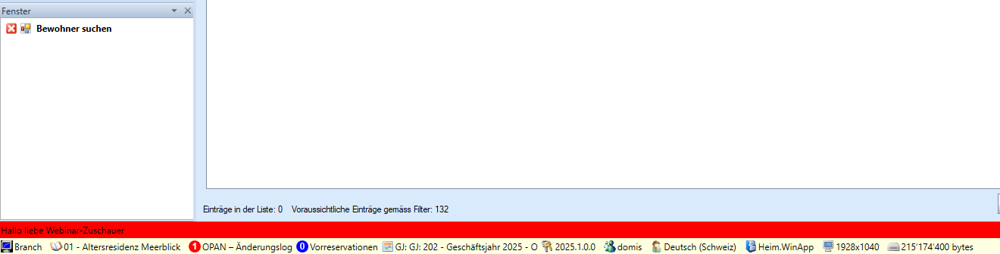 Fenster
Bewohner suchen
Einträge in der Liste: 0 Voraussichtliche Einträge gemäss Filter: 132
Hallo liebe Webinar-Zuschauer
Branch 01 - Altersresidenz Meerblick 1 OPAN – Änderungslog 0 Vorreservationen GJ: GJ: 202 - Geschäftsjahr 2025 - O 2025.1.0.0 domis Deutsch (Schweiz) Heim.WinApp 1928x1040 215'174'400 bytes